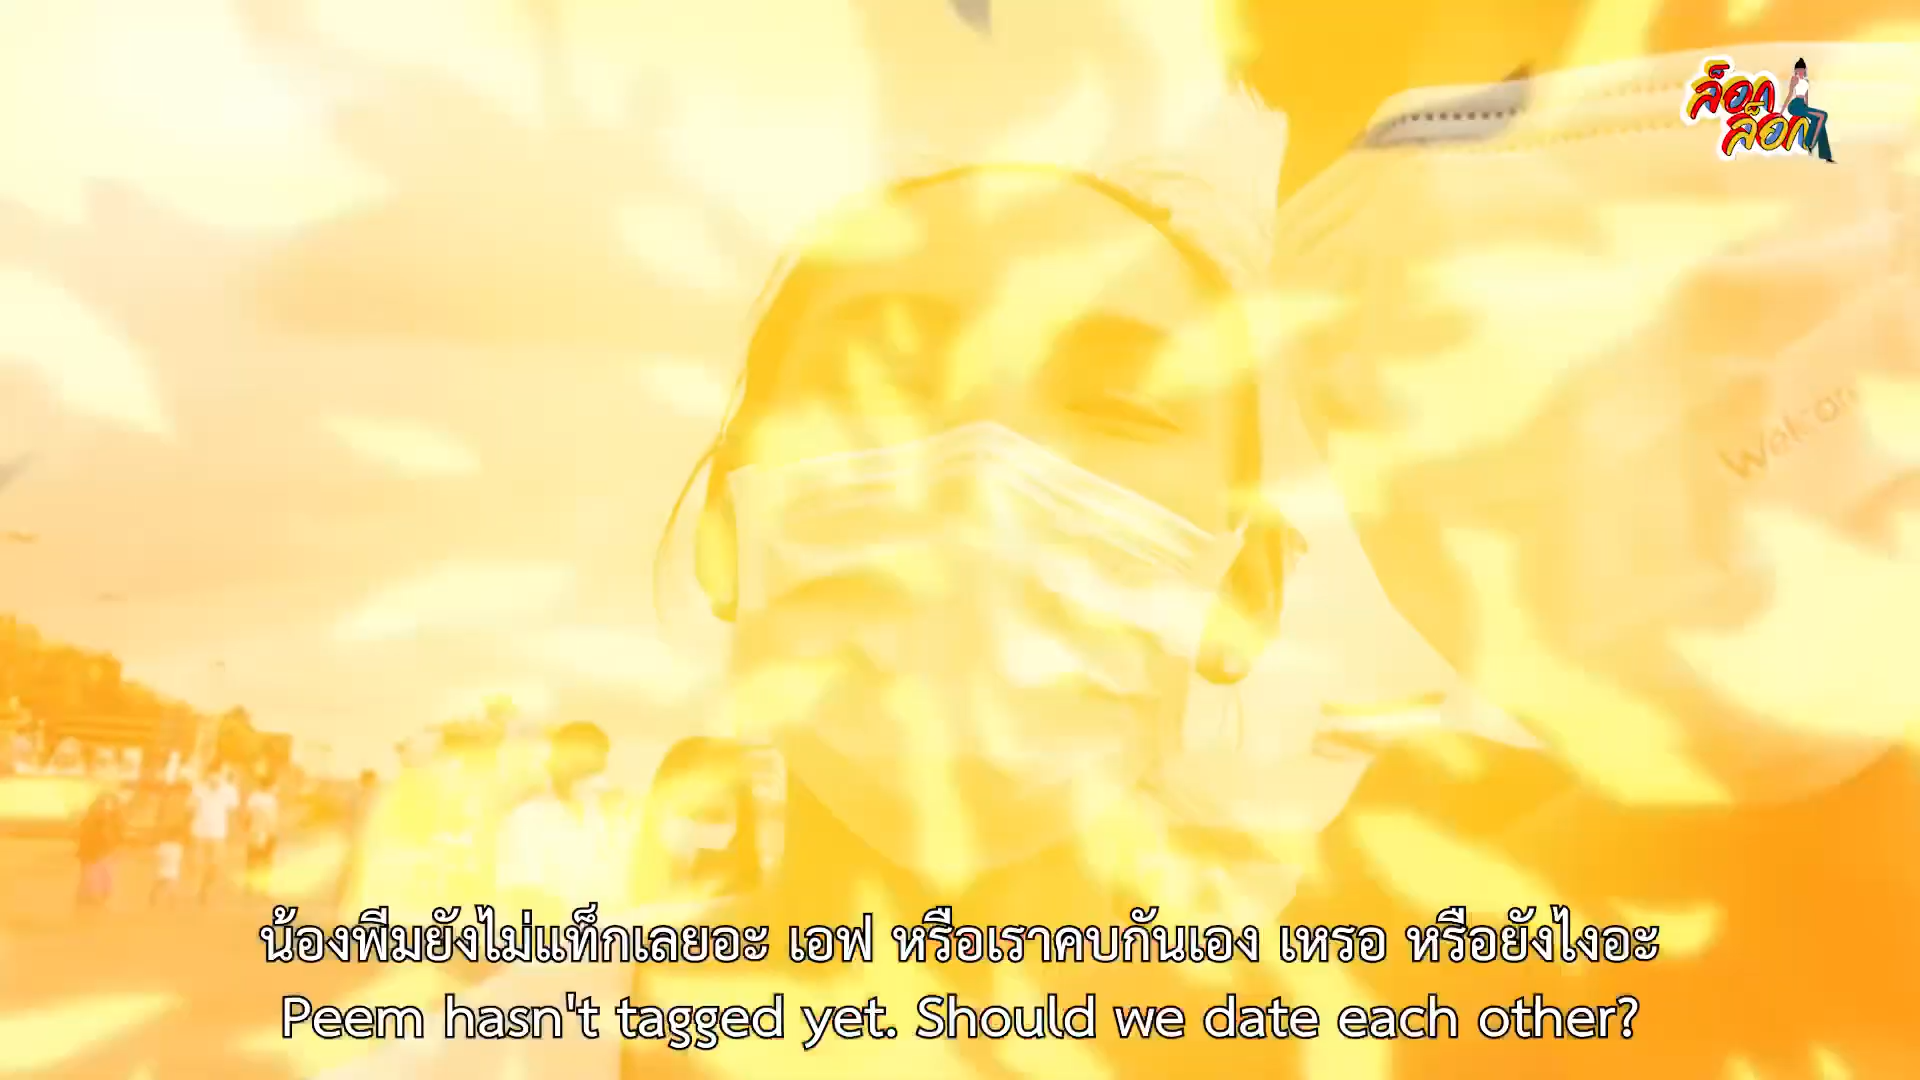 ล็อก
ล็อก
น้องพีมยังไม่แท็กเลยอะ เอฟ หรือเราคบกันเอง เหรอ หรือยังไงอะ
Peem hasn't tagged yet. Should we date each other?